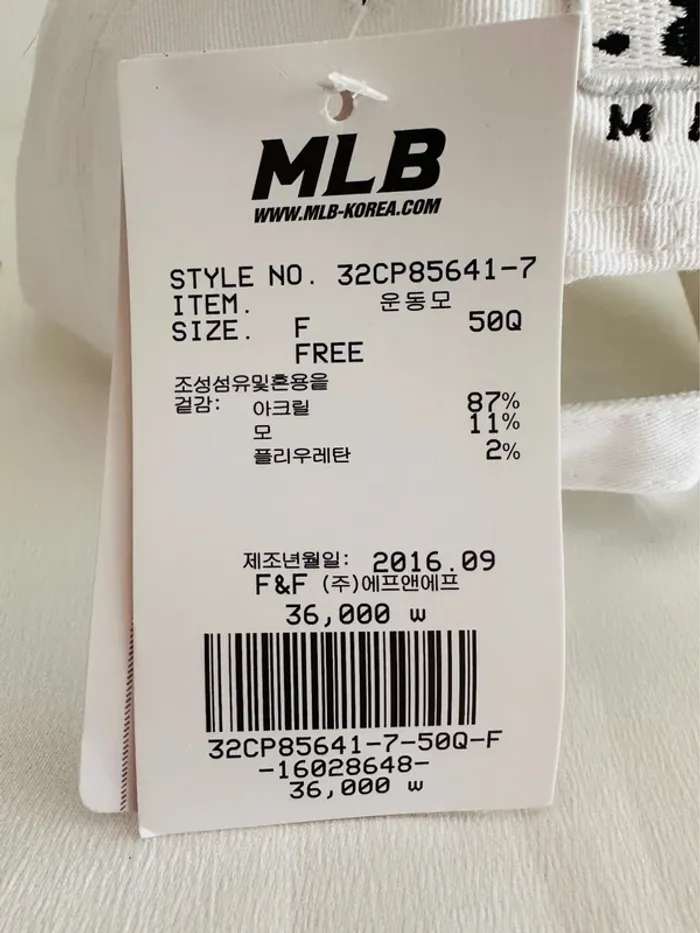 MLB
WWW.MLB-KOREA.COM
STYLE NO. 32CP85641-7
ITEM. 운동모
SIZE. F 50Q
FREE
조성섬유및혼용율
겉감: 아크릴 87%
모 11%
플리우레탄 2%
제조년월일: 2016.09
F&F (주)에프앤에프
36,000 w
32CP85641-7-50Q-F
-16028648-
36,000 w
M